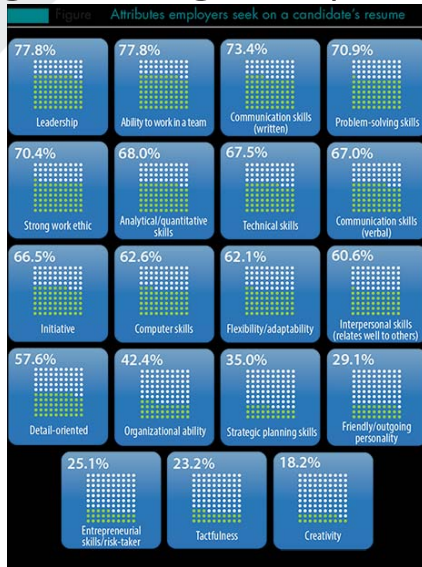 Figure Attributes employers seek on a candidate's resume
77.8% 77.8% 73.4% 70.9%
Leadership
Ability to work in a team
Communication skills
(written)
Problem-solving skills
70.4% 68.0% 67.5% 67.0%
Strong work ethic
Analytical/quantitative
skills
Technical skills
Communication skills
(verbal)
66.5% 62.6% 62.1% 60.6%
Initiative
Computer skills
Flexibility/adaptability
Interpersonal skills
(relates well to others)
57.6% 42.4% 35.0% 29.1%
Detail-oriented
Organizational ability
Strategic planning skills
Friendly/outgoing
personality
25.1% 23.2% 18.2%
Entrepreneurial
skills/risk-taker
Tactfulness
Creativity